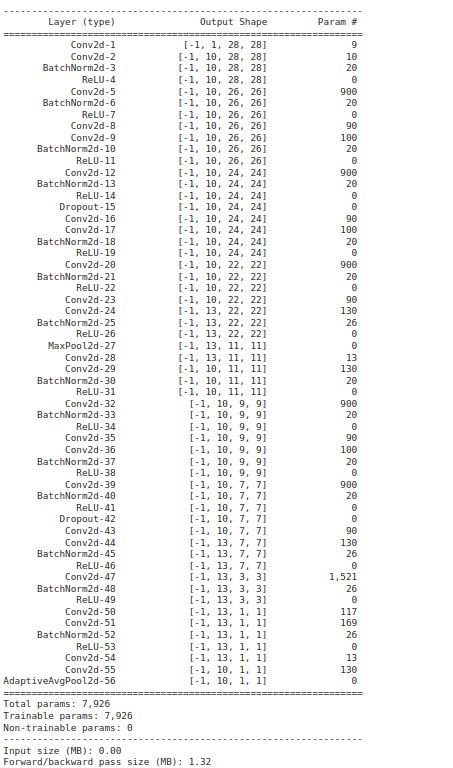 ----------------------------------------------------------------
        Layer (type)               Output Shape         Param #
================================================================
            Conv2d-1            [-1, 1, 28, 28]               9
            Conv2d-2           [-1, 10, 28, 28]              10
       BatchNorm2d-3           [-1, 10, 28, 28]              20
              ReLU-4           [-1, 10, 28, 28]               0
            Conv2d-5           [-1, 10, 26, 26]             900
       BatchNorm2d-6           [-1, 10, 26, 26]              20
              ReLU-7           [-1, 10, 26, 26]               0
            Conv2d-8           [-1, 10, 26, 26]              90
            Conv2d-9           [-1, 10, 26, 26]             100
      BatchNorm2d-10           [-1, 10, 26, 26]              20
             ReLU-11           [-1, 10, 26, 26]               0
           Conv2d-12           [-1, 10, 24, 24]             900
      BatchNorm2d-13           [-1, 10, 24, 24]              20
             ReLU-14           [-1, 10, 24, 24]               0
          Dropout-15           [-1, 10, 24, 24]               0
           Conv2d-16           [-1, 10, 24, 24]              90
           Conv2d-17           [-1, 10, 24, 24]             100
      BatchNorm2d-18           [-1, 10, 24, 24]              20
             ReLU-19           [-1, 10, 24, 24]               0
           Conv2d-20           [-1, 10, 22, 22]             900
      BatchNorm2d-21           [-1, 10, 22, 22]              20
             ReLU-22           [-1, 10, 22, 22]               0
           Conv2d-23           [-1, 10, 22, 22]              90
           Conv2d-24           [-1, 13, 22, 22]             130
      BatchNorm2d-25           [-1, 13, 22, 22]              26
             ReLU-26           [-1, 13, 22, 22]               0
        MaxPool2d-27           [-1, 13, 11, 11]               0
           Conv2d-28           [-1, 13, 11, 11]              13
           Conv2d-29           [-1, 10, 11, 11]             130
      BatchNorm2d-30           [-1, 10, 11, 11]              20
             ReLU-31           [-1, 10, 11, 11]               0
           Conv2d-32             [-1, 10, 9, 9]             900
      BatchNorm2d-33             [-1, 10, 9, 9]              20
             ReLU-34             [-1, 10, 9, 9]               0
           Conv2d-35             [-1, 10, 9, 9]              90
           Conv2d-36             [-1, 10, 9, 9]             100
      BatchNorm2d-37             [-1, 10, 9, 9]              20
             ReLU-38             [-1, 10, 9, 9]               0
           Conv2d-39             [-1, 10, 7, 7]             900
      BatchNorm2d-40             [-1, 10, 7, 7]              20
             ReLU-41             [-1, 10, 7, 7]               0
          Dropout-42             [-1, 10, 7, 7]               0
           Conv2d-43             [-1, 10, 7, 7]              90
           Conv2d-44             [-1, 13, 7, 7]             130
      BatchNorm2d-45             [-1, 13, 7, 7]              26
             ReLU-46             [-1, 13, 7, 7]               0
           Conv2d-47             [-1, 13, 3, 3]           1,521
      BatchNorm2d-48             [-1, 13, 3, 3]              26
             ReLU-49             [-1, 13, 3, 3]               0
           Conv2d-50             [-1, 13, 1, 1]             117
           Conv2d-51             [-1, 13, 1, 1]             169
      BatchNorm2d-52             [-1, 13, 1, 1]              26
             ReLU-53             [-1, 13, 1, 1]               0
           Conv2d-54             [-1, 13, 1, 1]              13
           Conv2d-55             [-1, 10, 1, 1]             130
AdaptiveAvgPool2d-56             [-1, 10, 1, 1]               0
================================================================
Total params: 7,926
Trainable params: 7,926
Non-trainable params: 0
----------------------------------------------------------------
Input size (MB): 0.00
Forward/backward pass size (MB): 1.32